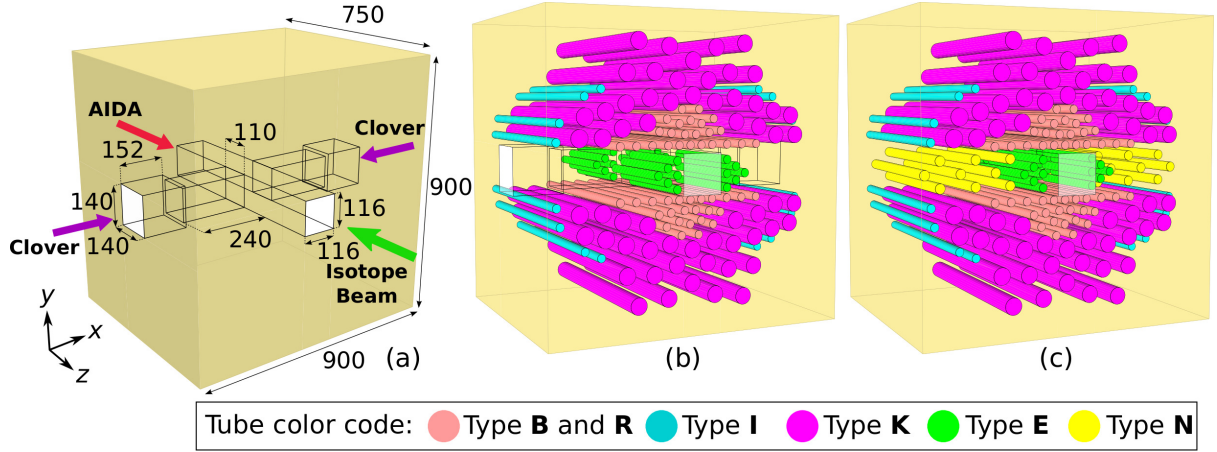 750
AIDA
110
Clover
152
900
140
116
140
Clover
240
116
Isotope
Beam
y
x
z
900
(a)
(b)
(c)
Tube color code: Type B and R Type I Type K Type E Type N